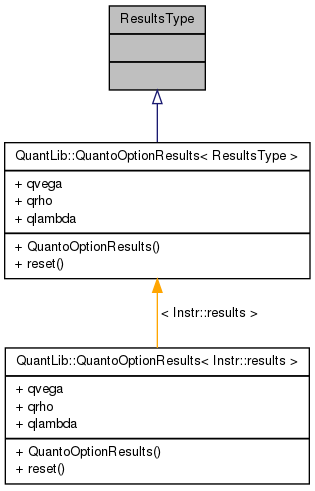 ResultsType
QuantLib::QuantoOptionResults< ResultsType >
+ qvega
+ qrho
+ qlambda
+ QuantoOptionResults()
+ reset()
< Instr::results >
QuantLib::QuantoOptionResults< Instr::results >
+ qvega
+ qrho
+ qlambda
+ QuantoOptionResults()
+ reset()